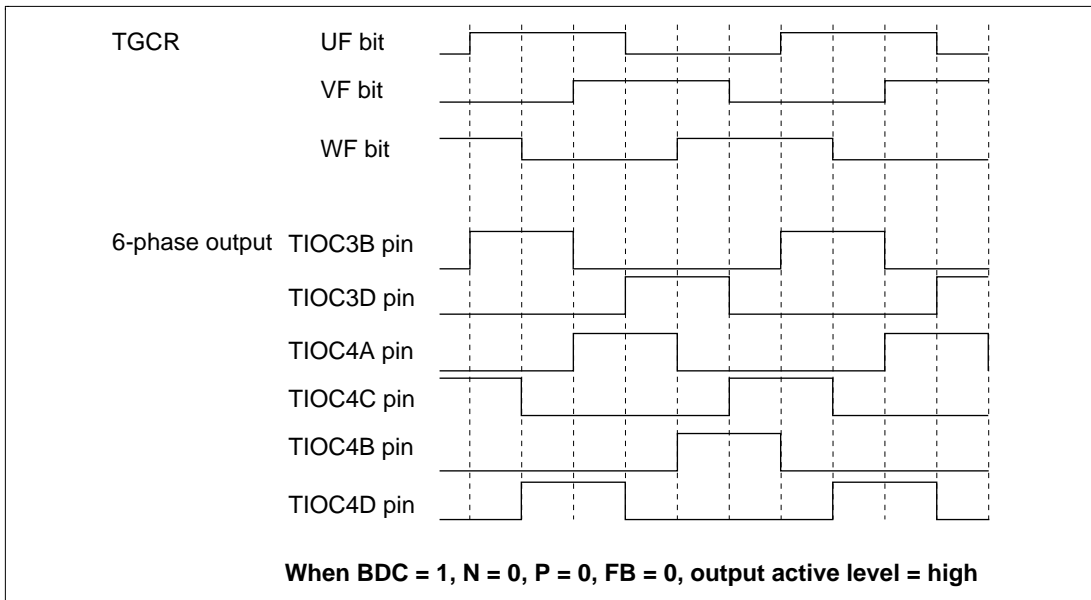 TGCR UF bit
VF bit
WF bit
6-phase output TIOC3B pin
TIOC3D pin
TIOC4A pin
TIOC4C pin
TIOC4B pin
TIOC4D pin
When BDC = 1, N = 0, P = 0, FB = 0, output active level = high